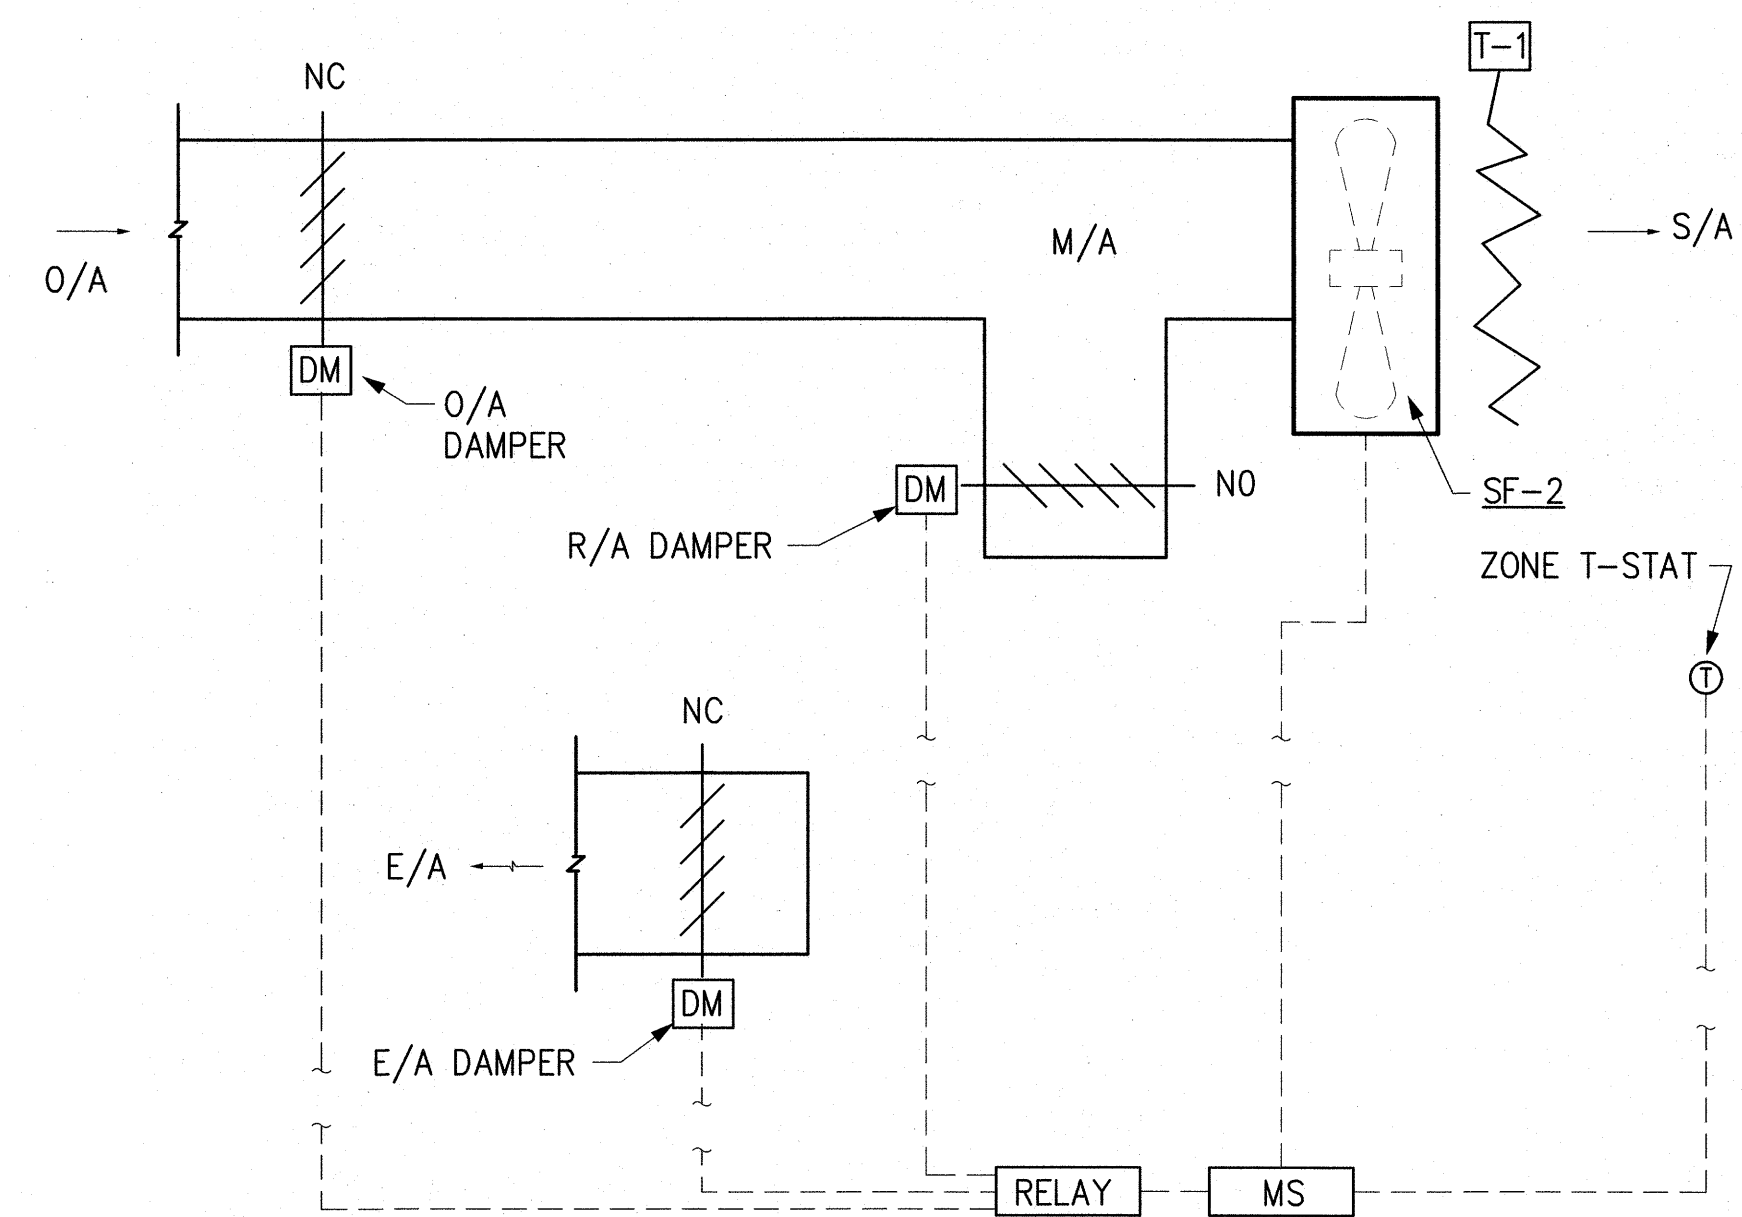 T-1
NC
O/A
M/A
S/A
DM
O/A
DAMPER
DM
NO
SF-2
R/A DAMPER
ZONE T-STAT
T
NC
E/A
DM
E/A DAMPER
RELAY
MS